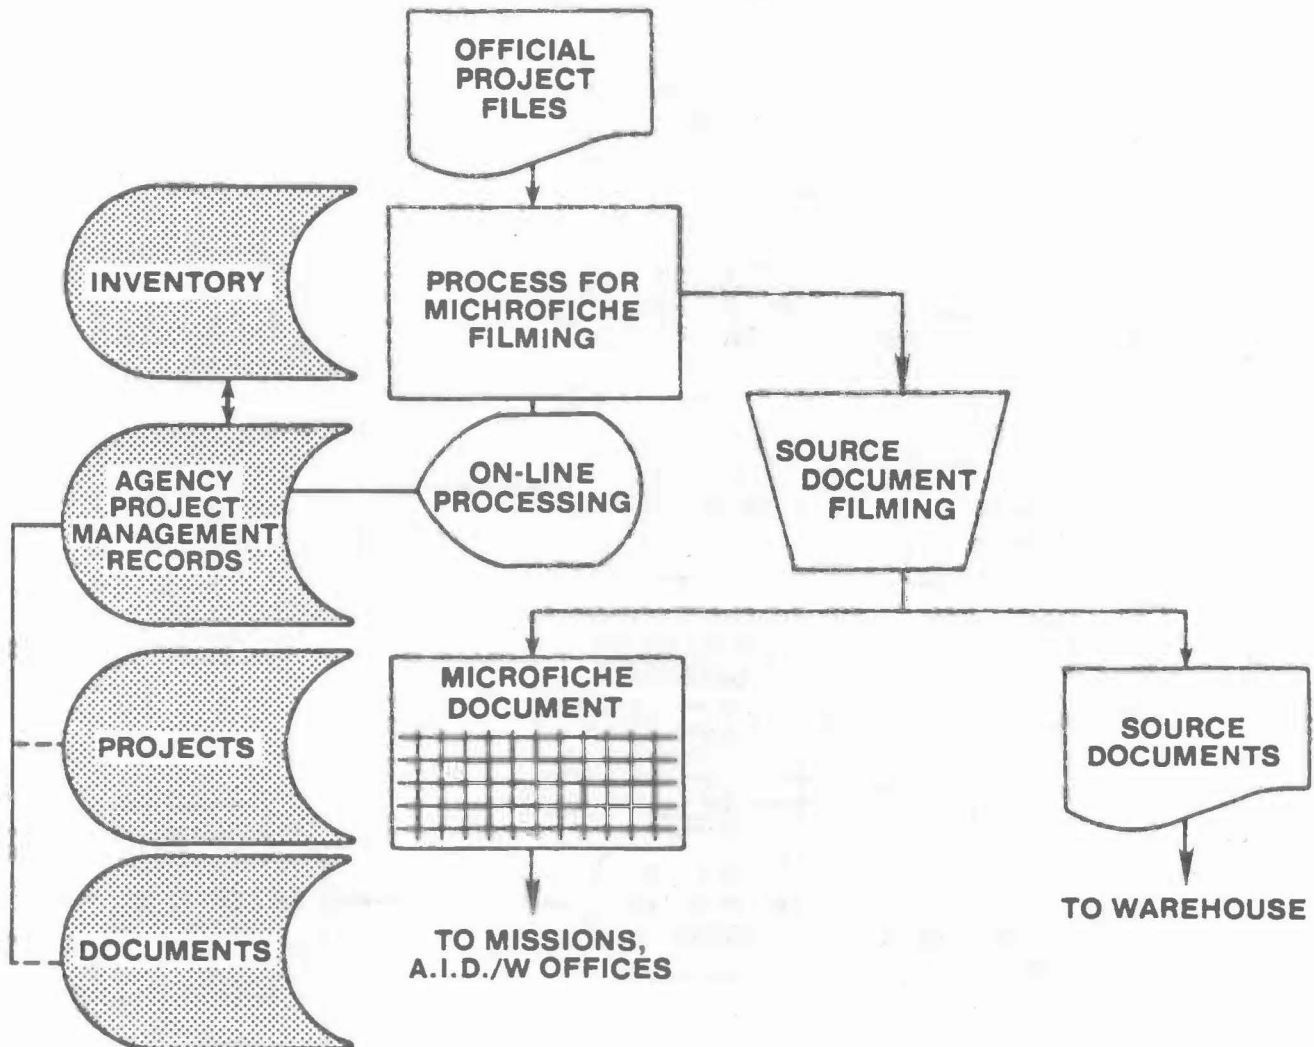 OFFICIAL
PROJECT
FILES
INVENTORY
PROCESS FOR
MICHROFICHE
FILMING
AGENCY
PROJECT
MANAGEMENT
RECORDS
ON-LINE
PROCESSING
SOURCE
DOCUMENT
FILMING
PROJECTS
MICROFICHE
DOCUMENT
SOURCE
DOCUMENTS
DOCUMENTS
TO MISSIONS,
A.I.D./W OFFICES
TO WAREHOUSE